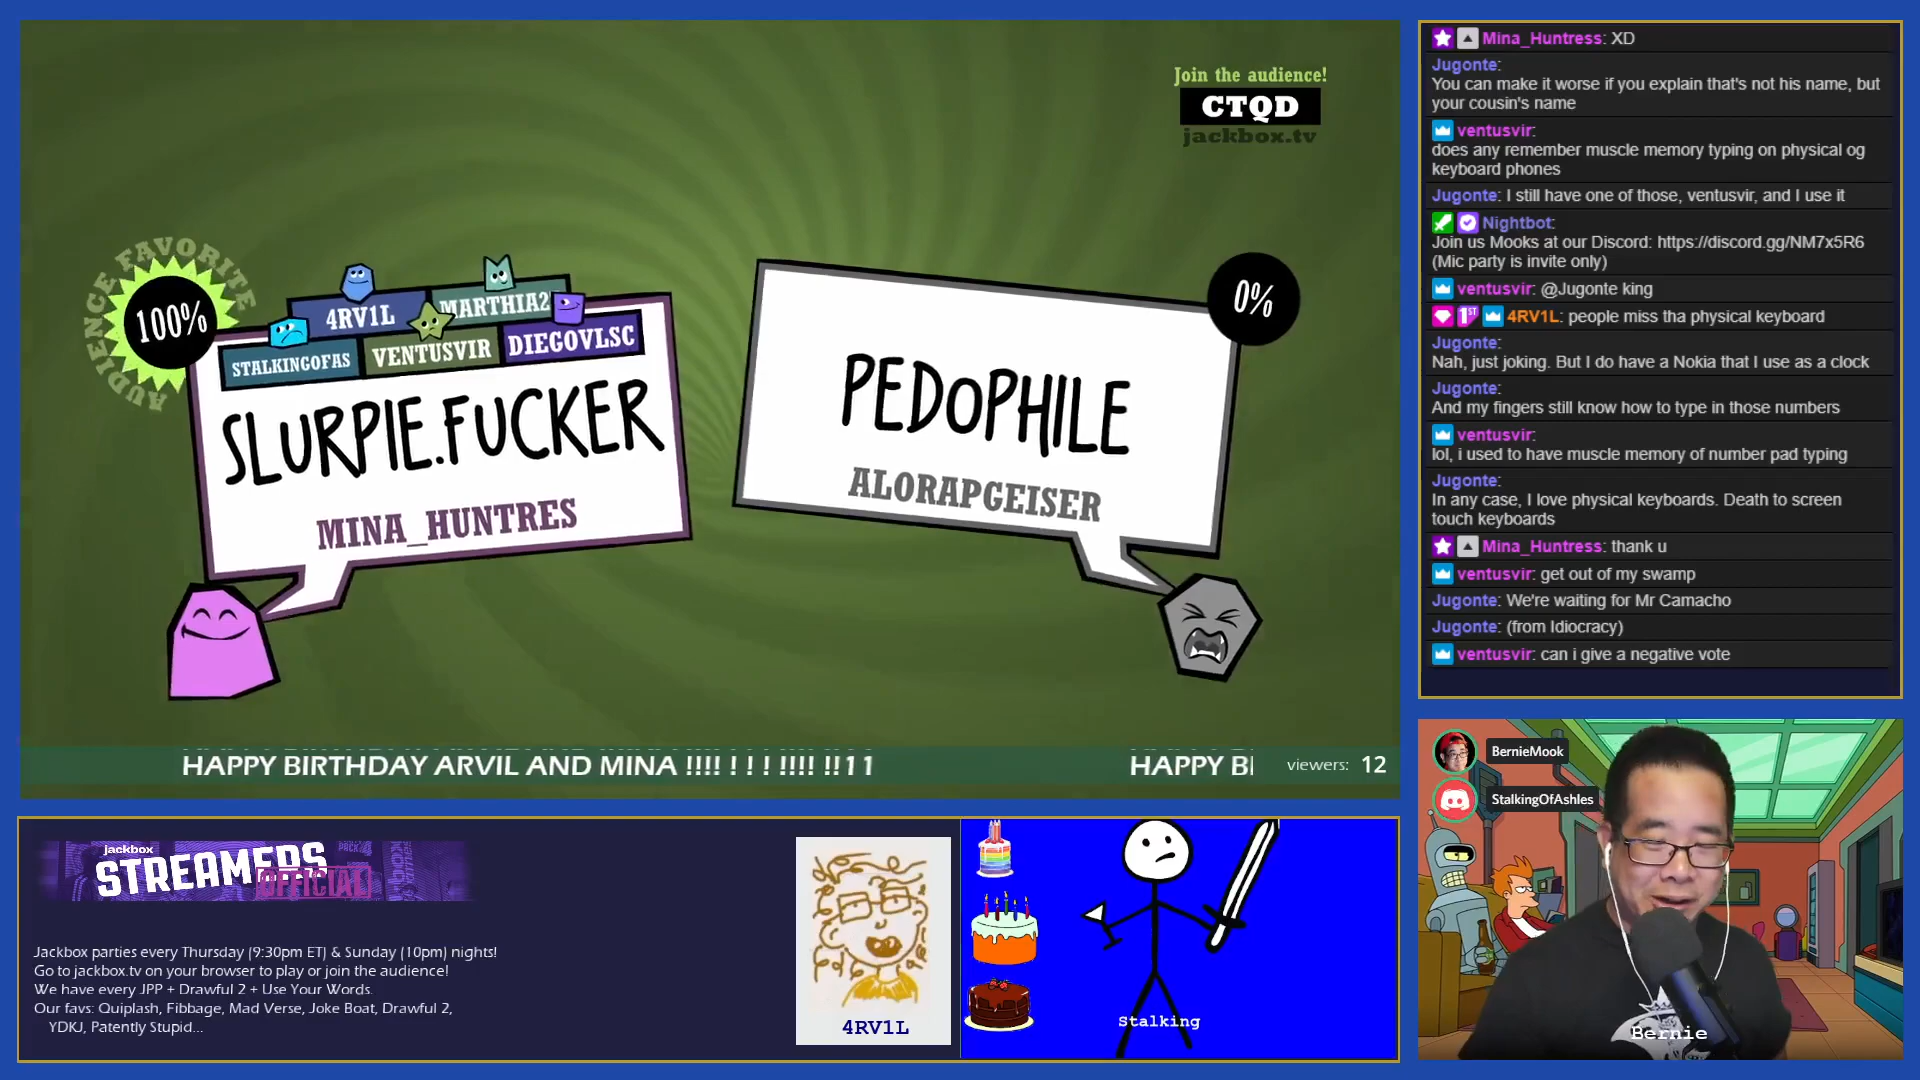 Join the audience!
CTQD
jackbox.tv
AUDIENCE FAVORITE
100%
4RV1L
MARTHIA2
STALKINGOFAS
VENTUSVIR
DIEGOVLSC
SLURPIE.FUCKER
MINA_HUNTRES
0%
PEDOPHILE
ALORAPGEISER
HAPPY BIRTHDAY ARVIL AND MINA !!!! ! ! ! !!!! !!11
HAPPY BI
viewers: 12
Mina_Huntress: XD
Jugonte:
You can make it worse if you explain that's not his name, but
your cousin's name
ventusvir:
does any remember muscle memory typing on physical og
keyboard phones
Jugonte: I still have one of those, ventusvir, and I use it
Nightbot:
Join us Mooks at our Discord: https://discord.gg/NM7x5R6
(Mic party is invite only)
ventusvir: @Jugonte king
1ST
4RV1L: people miss tha physical keyboard
Jugonte:
Nah, just joking. But I do have a Nokia that I use as a clock
Jugonte:
And my fingers still know how to type in those numbers
ventusvir:
lol, i used to have muscle memory of number pad typing
Jugonte:
In any case, I love physical keyboards. Death to screen
touch keyboards
Mina_Huntress: thank u
ventusvir: get out of my swamp
Jugonte: We're waiting for Mr Camacho
Jugonte: (from Idiocracy)
ventusvir: can i give a negative vote
jackbox
STREAMERS
OFFICIAL
Jackbox parties every Thursday (9:30pm ET) & Sunday (10pm) nights!
Go to jackbox.tv on your browser to play or join the audience!
We have every JPP + Drawful 2 + Use Your Words.
Our favs: Quiplash, Fibbage, Mad Verse, Joke Boat, Drawful 2,
YDKJ, Patently Stupid...
4RV1L
Stalking
BernieMook
StalkingOfAshles
Bernie